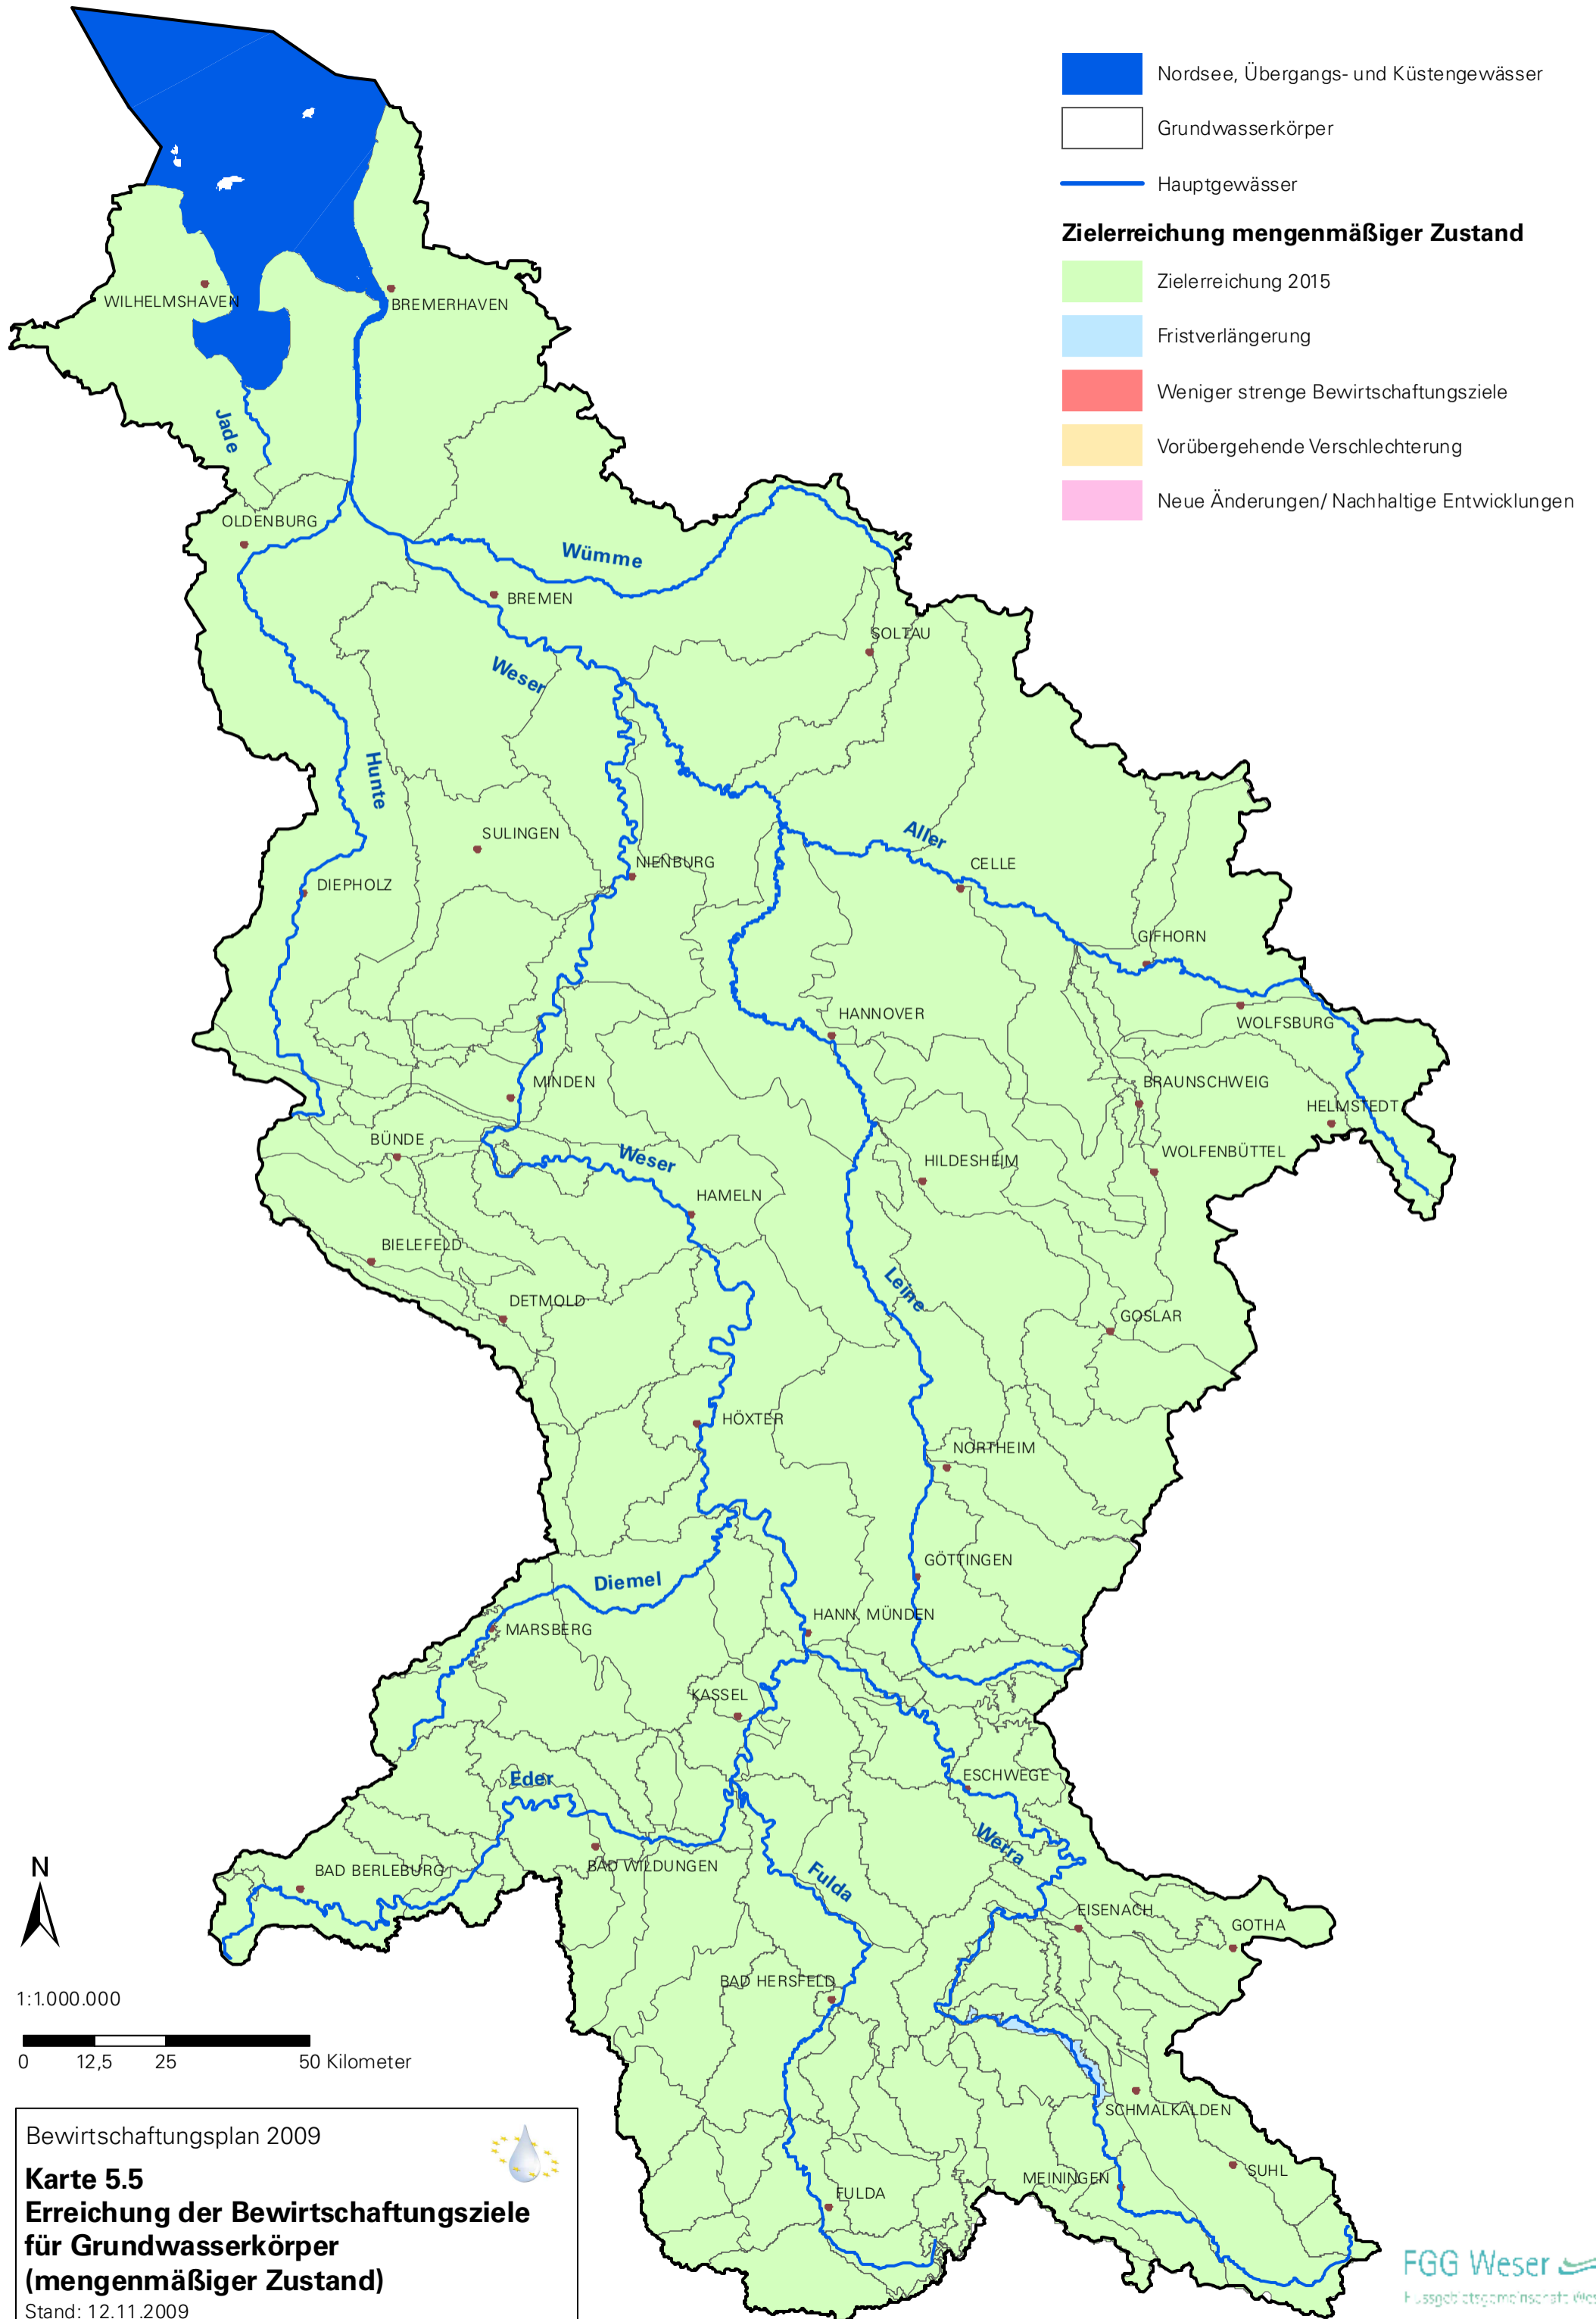 Nordsee, Übergangs- und Küstengewässer
Grundwasserkörper
Hauptgewässer
Zielerreichung mengenmäßiger Zustand
Zielerreichung 2015
Fristverlängerung
Weniger strenge Bewirtschaftungsziele
Vorübergehende Verschlechterung
Neue Änderungen/ Nachhaltige Entwicklungen
WILHELMSHAVEN
BREMERHAVEN
Jade
OLDENBURG
Wümme
BREMEN
SOLTAU
Weser
Hunte
SULINGEN
Aller
NIENBURG
CELLE
DIEPHOLZ
GIFHORN
HANNOVER
WOLFSBURG
MINDEN
BRAUNSCHWEIG
HELMSTEDT
BÜNDE
Weser
HILDESHEIM
WOLFENBÜTTEL
HAMELN
BIELEFELD
Leine
DETMOLD
GOSLAR
HÖXTER
NORTHEIM
GÖTTINGEN
Diemel
HANN. MÜNDEN
MARSBERG
KASSEL
Eder
ESCHWEGE
Werra
BAD WILDUNGEN
BAD BERLEBURG
Fulda
EISENACH
GOTHA
BAD HERSFELD
SCHMALKALDEN
MEININGEN
SUHL
FULDA
N
1:1.000.000
0 12,5 25 50 Kilometer
Bewirtschaftungsplan 2009
Karte 5.5
Erreichung der Bewirtschaftungsziele
für Grundwasserkörper
(mengenmäßiger Zustand)
Stand: 12.11.2009
FGG Weser